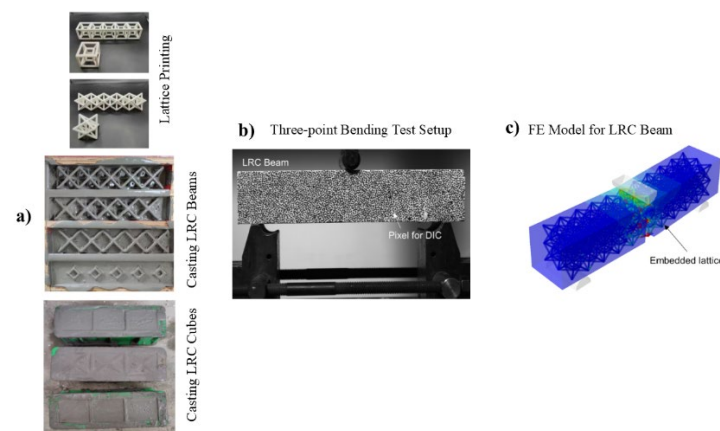 a)
Lattice Printing
Casting LRC Beams
Casting LRC Cubes
b) Three-point Bending Test Setup
LRC Beam
Pixel for DIC
c) FE Model for LRC Beam
Embedded lattice